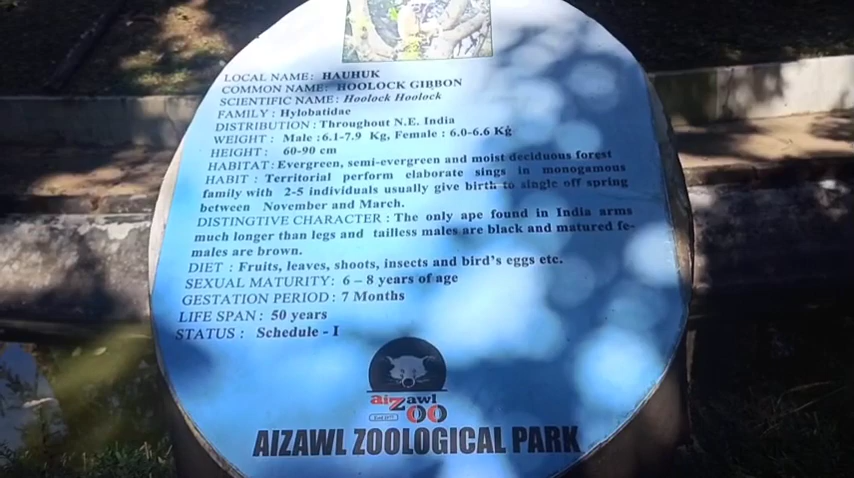 LOCAL NAME: HAUHUK
COMMON NAME: HOOLOCK GIBBON
SCIENTIFIC NAME: Hoolock Hoolock
FAMILY : Hylobatidae
DISTRIBUTION : Throughout N.E. India
WEIGHT : Male : 6.1-7.9 Kg, Female : 6.0-6.6 Kg
HEIGHT : 60-90 cm
HABITAT : Evergreen, semi-evergreen and moist deciduous forest
HABIT : Territorial perform elaborate sings in monogamous
family with 2-5 individuals usually give birth to single off spring
between November and March.
DISTINGTIVE CHARACTER : The only ape found in India arms
much longer than legs and tailless males are black and matured fe-
males are brown.
DIET : Fruits, leaves, shoots, insects and bird's eggs etc.
SEXUAL MATURITY: 6 – 8 years of age
GESTATION PERIOD : 7 Months
LIFE SPAN : 50 years
STATUS : Schedule - I
aizawl
ZOO
AIZAWL ZOOLOGICAL PARK